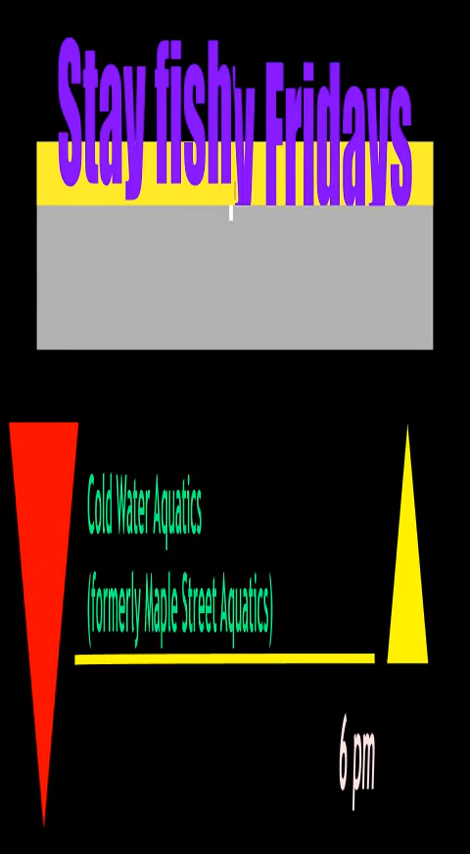 Stay fishy Fridays
Cold Water Aquatics
(formerly Maple Street Aquatics)
6 pm